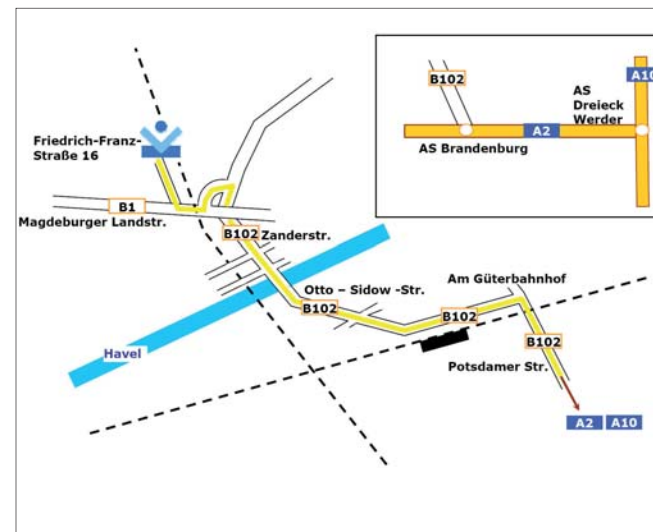 B102
A10
AS
Dreieck
Werder
A2
AS Brandenburg
Friedrich-Franz-
Straße 16
B1
Magdeburger Landstr.
B102
Zanderstr.
Otto – Sidow -Str.
B102
Am Güterbahnhof
B102
B102
Havel
Potsdamer Str.
A2
A10